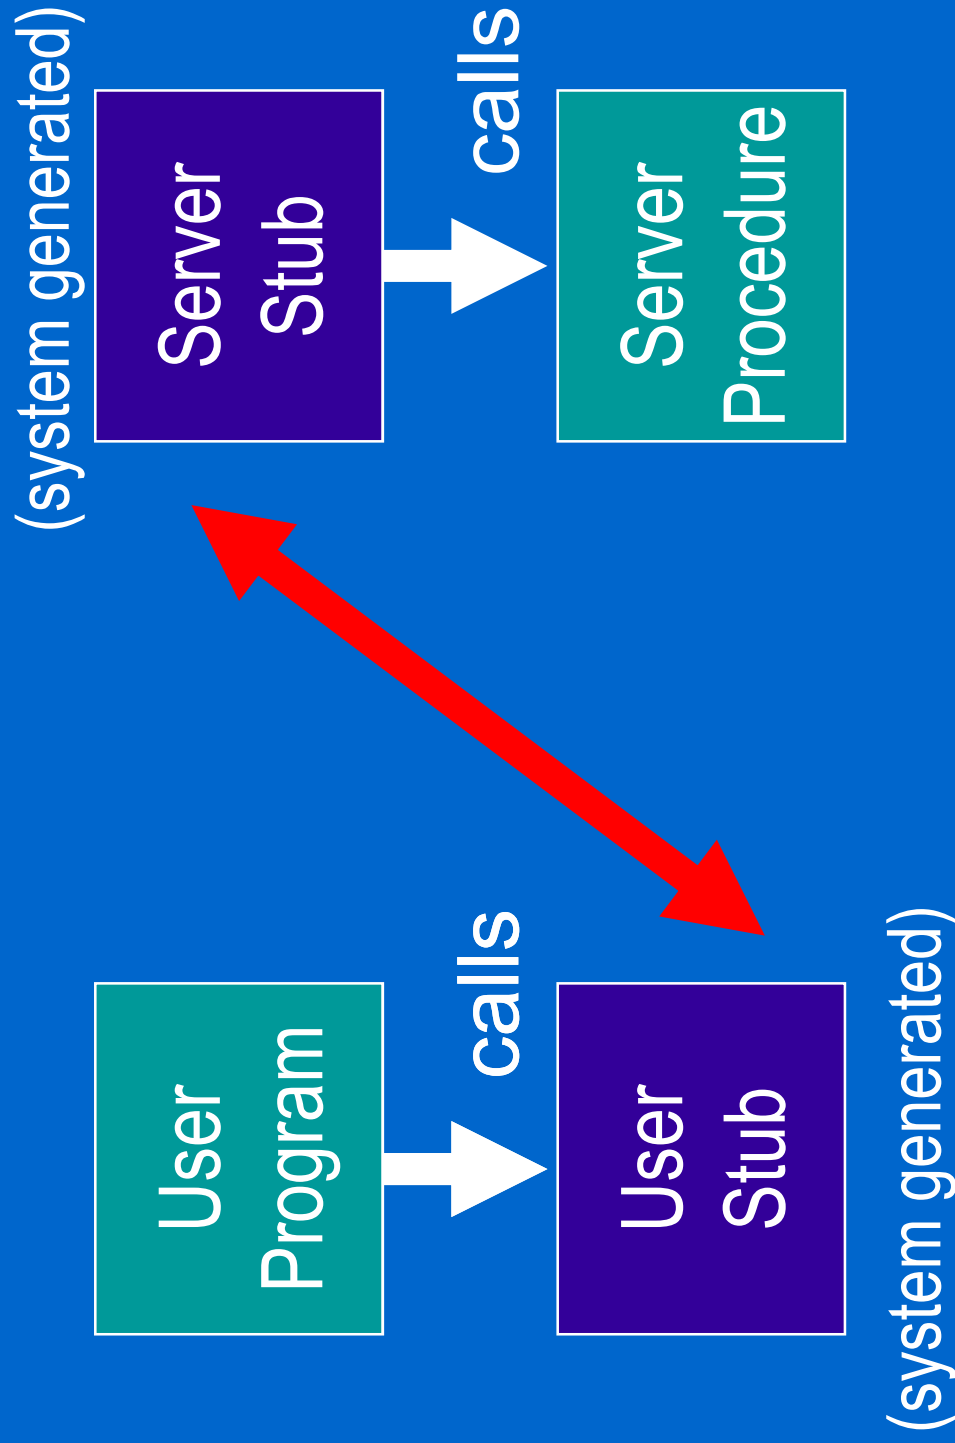 (system generated)
User
Program
Server
Stub
calls
calls
User
Stub
Server
Procedure
(system generated)